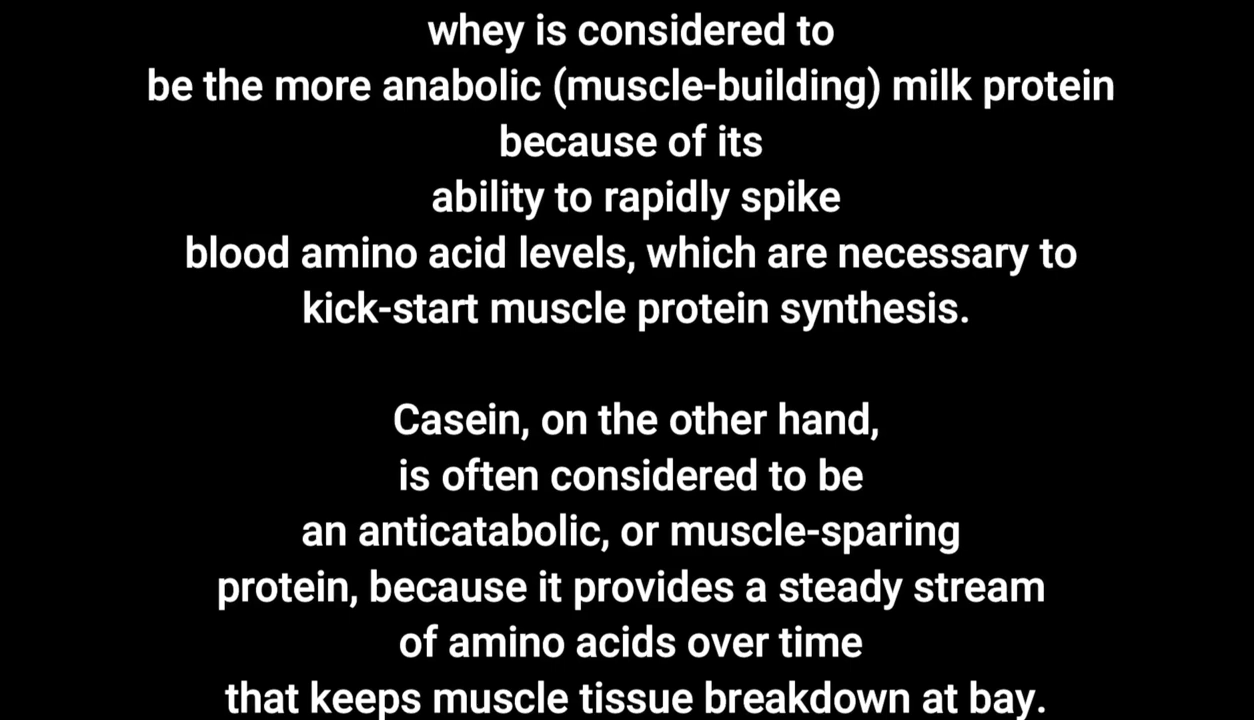 whey is considered to
be the more anabolic (muscle-building) milk protein
because of its
ability to rapidly spike
blood amino acid levels, which are necessary to
kick-start muscle protein synthesis.
Casein, on the other hand,
is often considered to be
an anticatabolic, or muscle-sparing
protein, because it provides a steady stream
of amino acids over time
that keeps muscle tissue breakdown at bay.